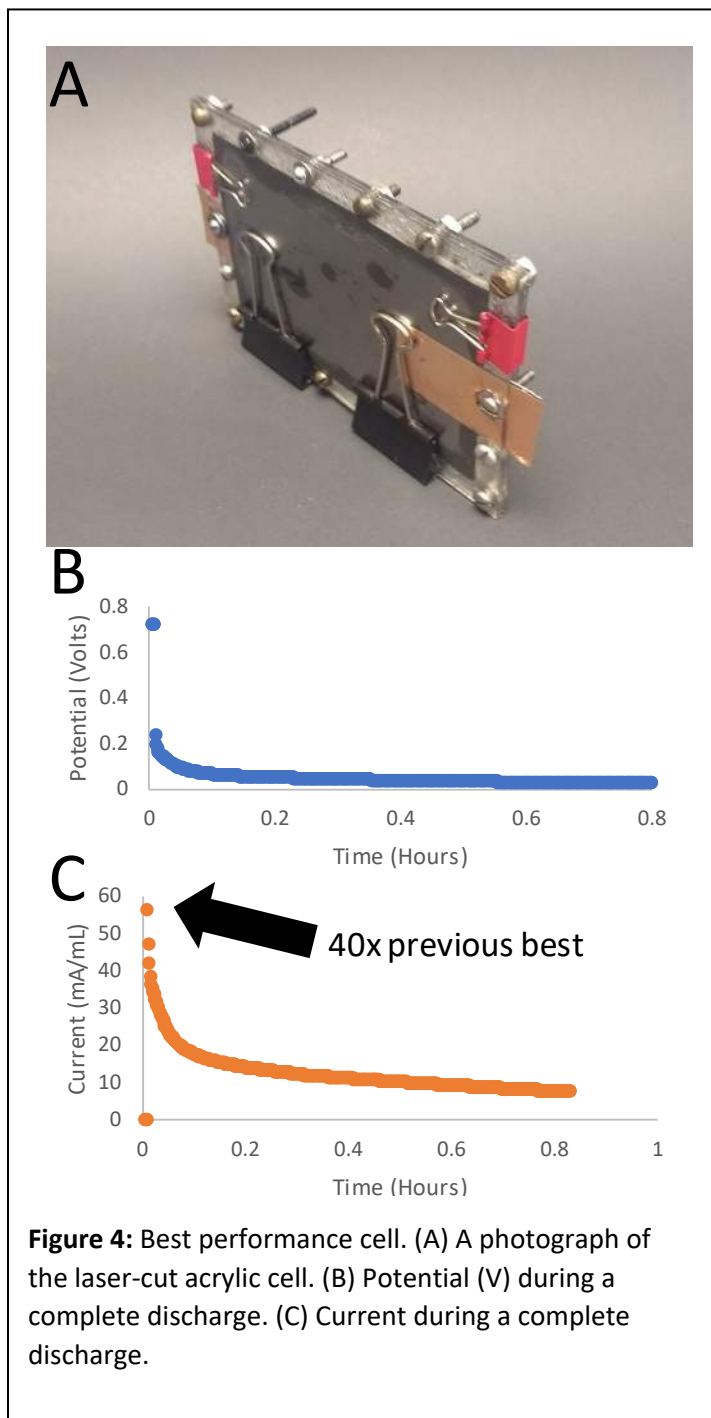 A
B
Potential (Volts)
0.8
0.6
0.4
0.2
0
0 0.2 0.4 0.6 0.8
Time (Hours)
C
Current (mA/mL)
60
50
40
30
20
10
0
40x previous best
0 0.2 0.4 0.6 0.8 1
Time (Hours)
Figure 4: Best performance cell. (A) A photograph of
the laser-cut acrylic cell. (B) Potential (V) during a
complete discharge. (C) Current during a complete
discharge.